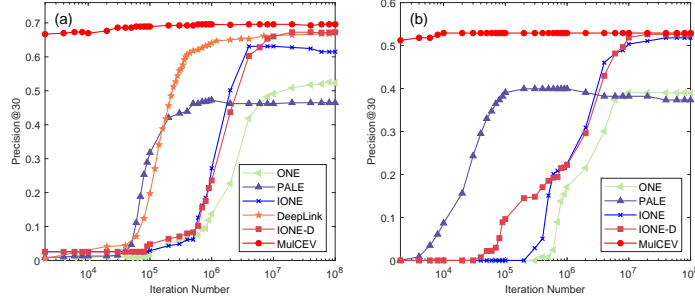 (a)
Precision@30
0.7
0.6
0.5
0.4
0.3
0.2
0.1
0
10^4
10^5
10^6
10^7
10^8
Iteration Number
ONE
PALE
IONE
DeepLink
IONE-D
MulCEV
(b)
Precision@30
0.6
0.5
0.4
0.3
0.2
0.1
0
10^4
10^5
10^6
10^7
10^8
Iteration Number
ONE
PALE
IONE
IONE-D
MulCEV